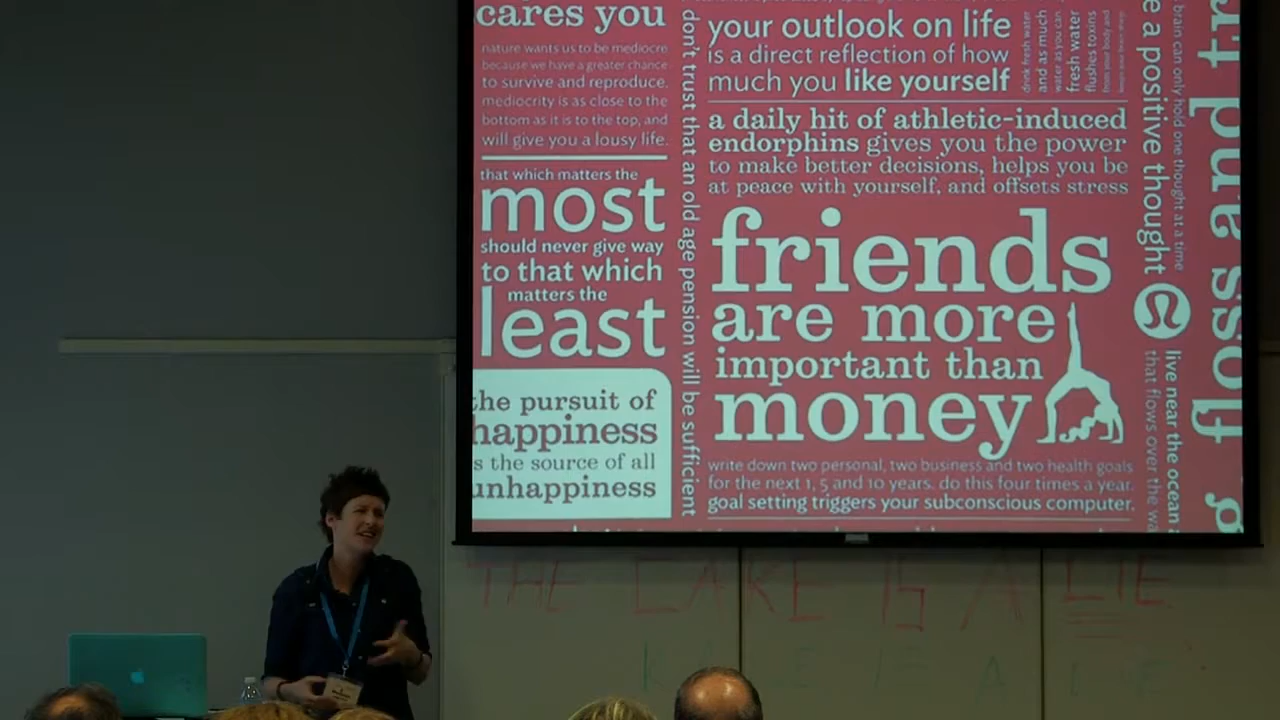 cares you
nature wants us to be mediocre
because we have a greater chance
to survive and reproduce.
mediocrity is as close to the
bottom as it is to the top, and
will give you a lousy life.
that which matters the
most
should never give way
to that which
matters the
least
the pursuit of
happiness
s the source of all
unhappiness
don't trust that an old age pension will be sufficient
your outlook on life
is a direct reflection of how
much you like yourself
drink fresh water
and as much
water as you can
fresh water
flushes toxins
from your body and
a daily hit of athletic-induced
endorphins gives you the power
to make better decisions, helps you be
at peace with yourself, and offsets stress
friends
are more
important than
money
write down two personal, two business and two health goals
for the next 1, 5 and 10 years. do this four times a year.
goal setting triggers your subconscious computer.
e a positive thought
brain can only hold one thought at a time
live near the ocean
that flows over the wa
g floss and tr
THE CAKE IS A LIE